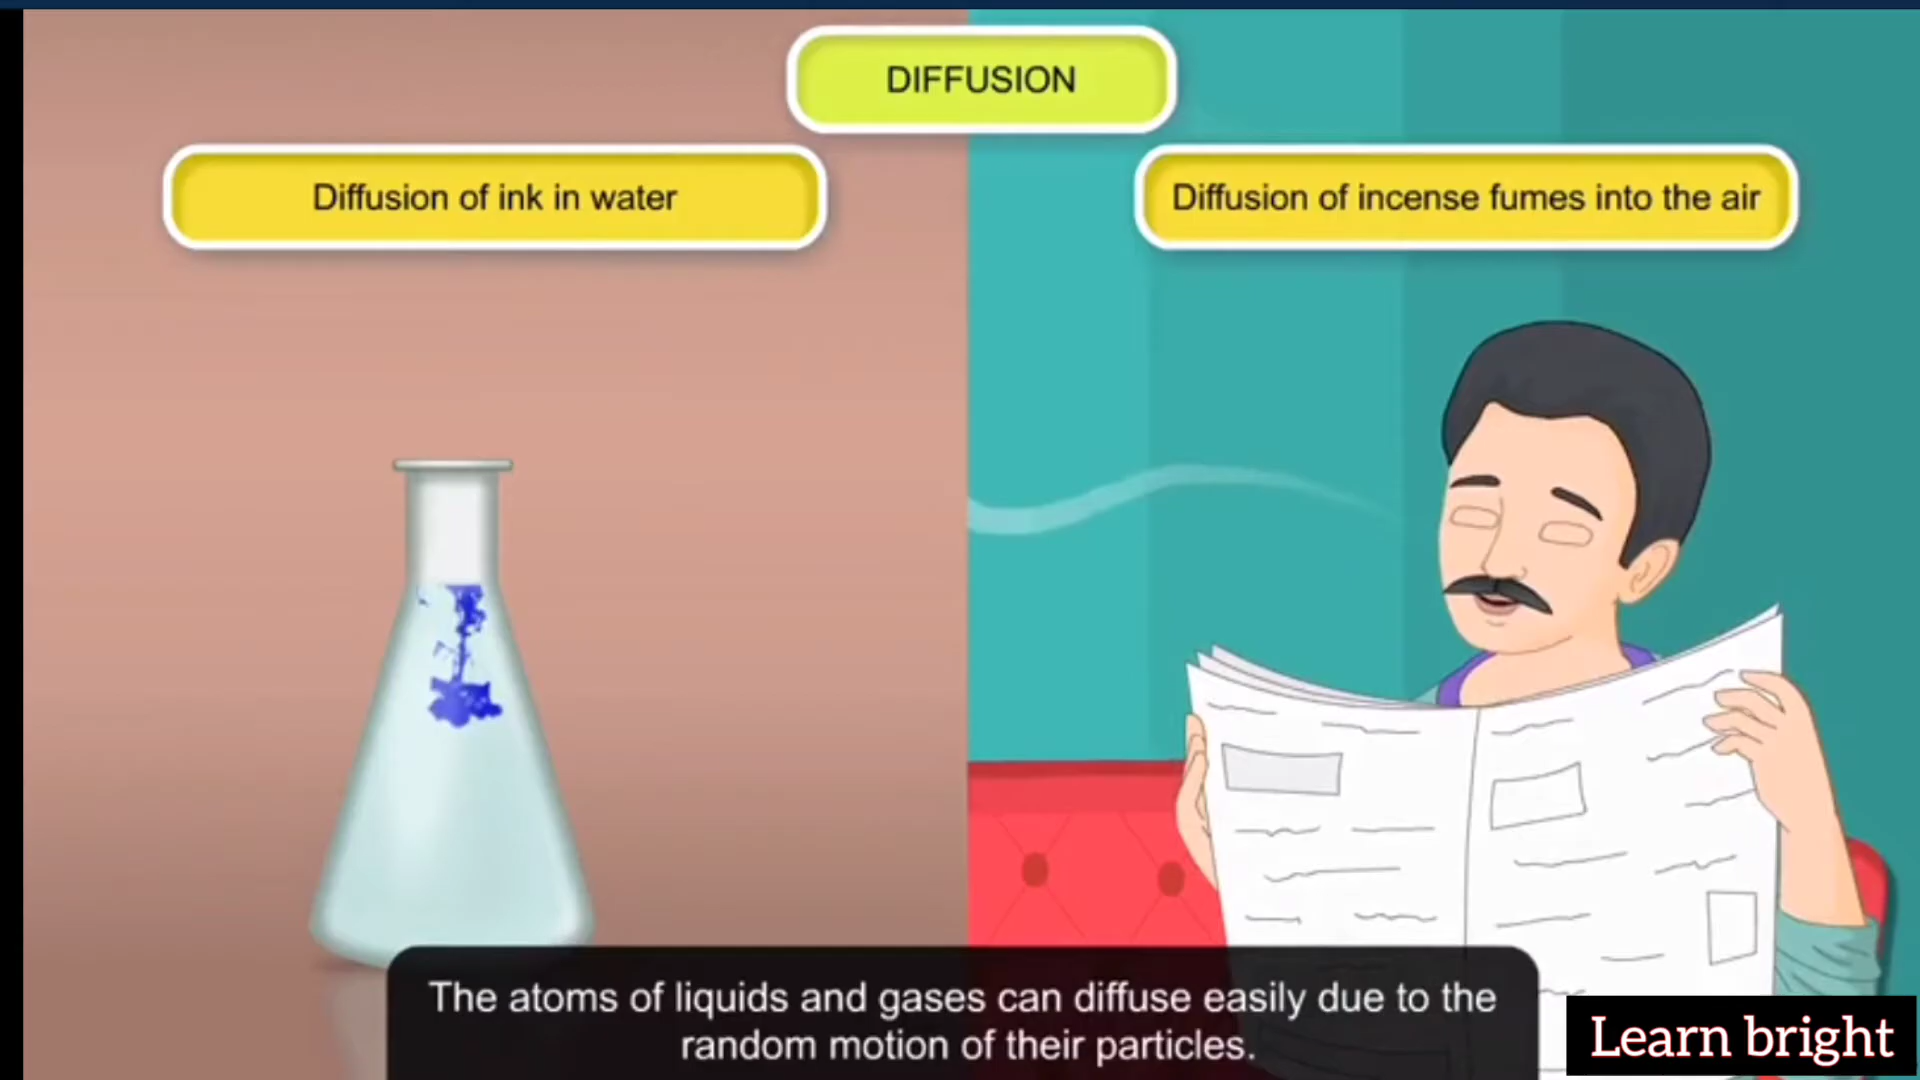 DIFFUSION
Diffusion of ink in water
Diffusion of incense fumes into the air
The atoms of liquids and gases can diffuse easily due to the
random motion of their particles.
Learn bright